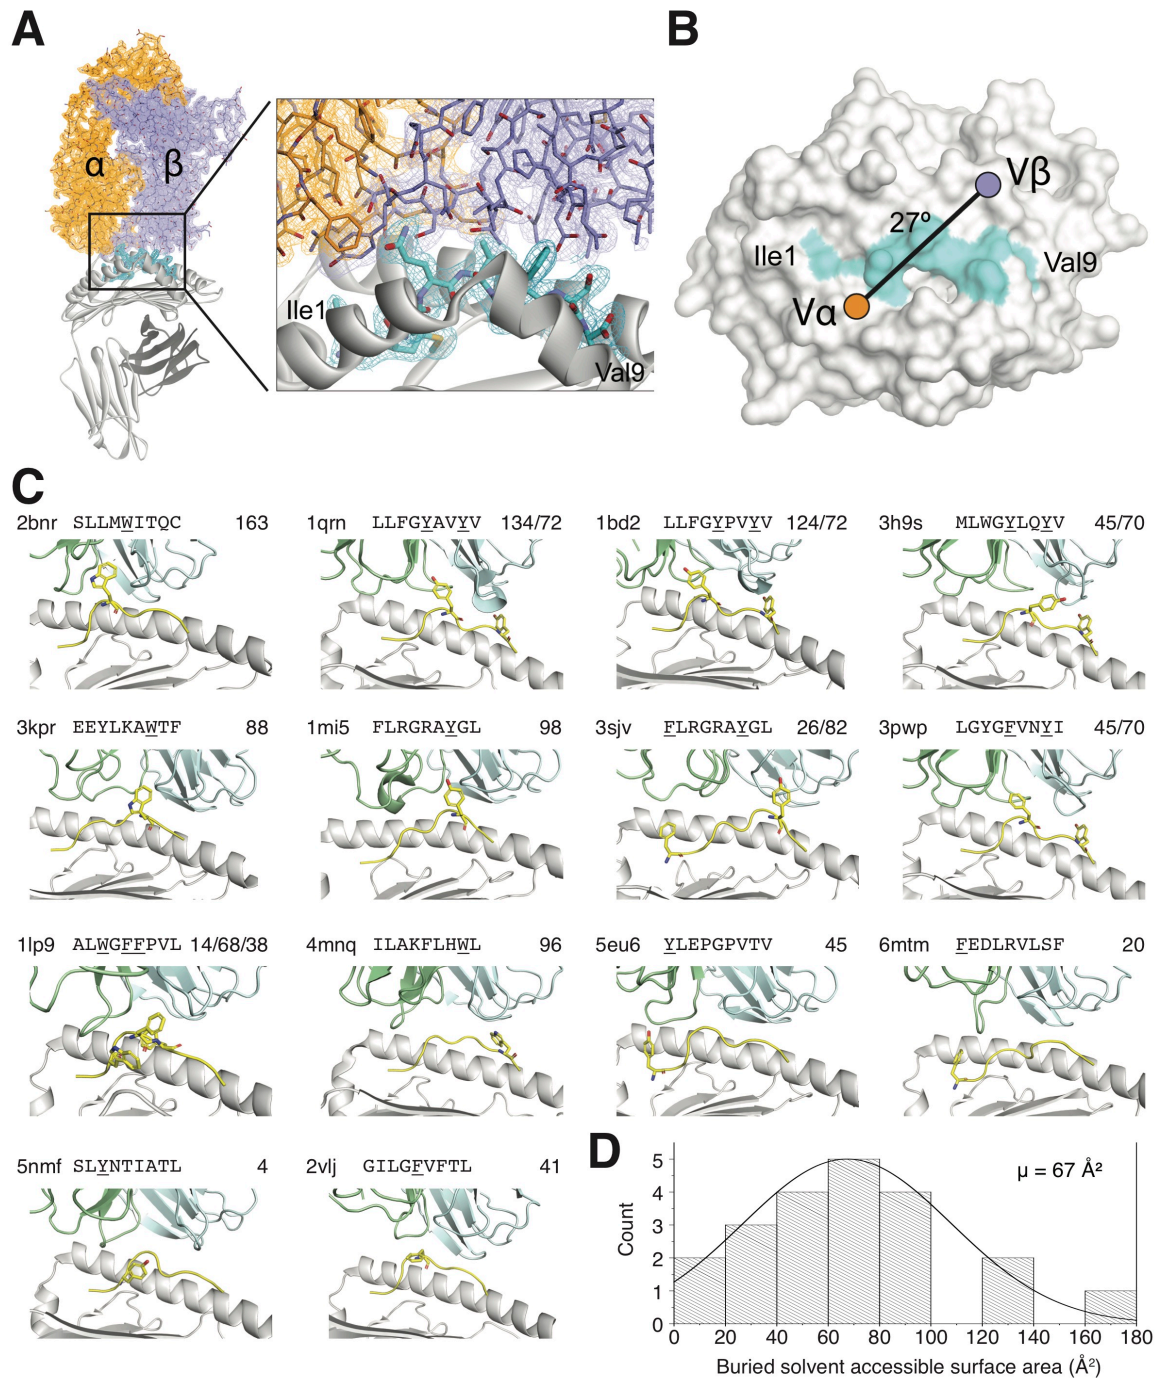 A
B
α
β
Ile1
Val9
Vβ
27º
Ile1
Val9
Vα
C
2bnr SLLMWITQC 163
1qrn LLFGYAVYV 134/72
1bd2 LLFGYPVYV 124/72
3h9s MLWGYLQYV 45/70
3kpr EEYLKAWTF 88
1mi5 FLRGRAYGL 98
3sjv FLRGRAYGL 26/82
3pwp LGYGFVNYI 45/70
1lp9 ALWGFFPVL 14/68/38
4mnq ILAKFLHWL 96
5eu6 YLEPGPVTV 45
6mtm FEDLRVLSF 20
5nmf SLYNTIATL 4
2vlj GILGFVFTL 41
D
μ = 67 Å²
Count
5
4
3
2
1
0
0 20 40 60 80 100 120 140 160 180
Buried solvent accessible surface area (Å²)